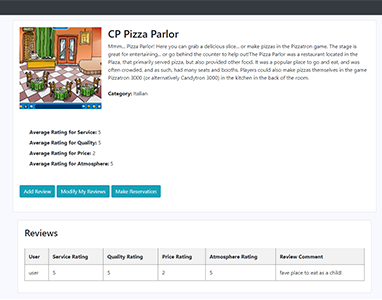 CP Pizza Parlor
Mmm... Pizza Parlor! Here you can grab a delicious slice... or make pizzas in the Pizzatron game. The stage is
great for entertaining... or go behind the counter to help out!The Pizza Parlor was a restaurant located in the
Plaza, that primarily served pizza, but also provided other food. It was a popular place to go and eat, and was
often crowded, and as such, had many seats and booths. Players could also make pizzas themselves in the game
Pizzatron 3000 (or alternatively Candytron 3000) in the kitchen in the back of the room.
Category: Italian
Average Rating for Service: 5
Average Rating for Quality: 5
Average Rating for Price: 2
Average Rating for Atmosphere: 5
Add Review Modify My Reviews Make Reservation
Reviews
User Service Rating Quality Rating Price Rating Atmosphere Rating Review Comment
user 5 5 2 5 fave place to eat as a child!